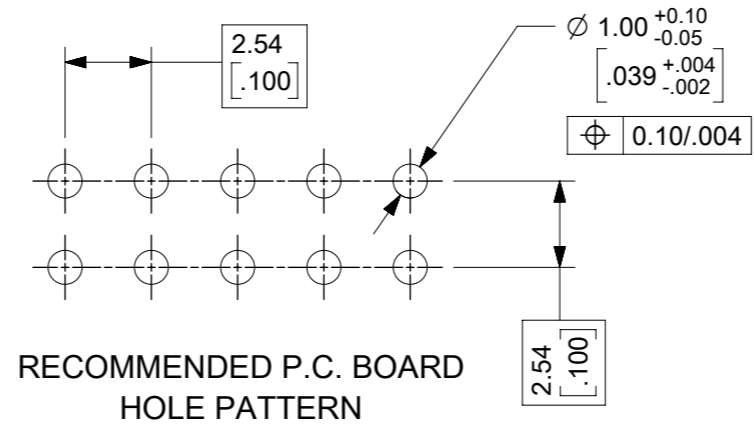 2.54
[.100]
Ø 1.00 +0.10 -0.05
[.039 +.004 -.002]
⌖ 0.10/.004
2.54
[.100]
RECOMMENDED P.C. BOARD
HOLE PATTERN